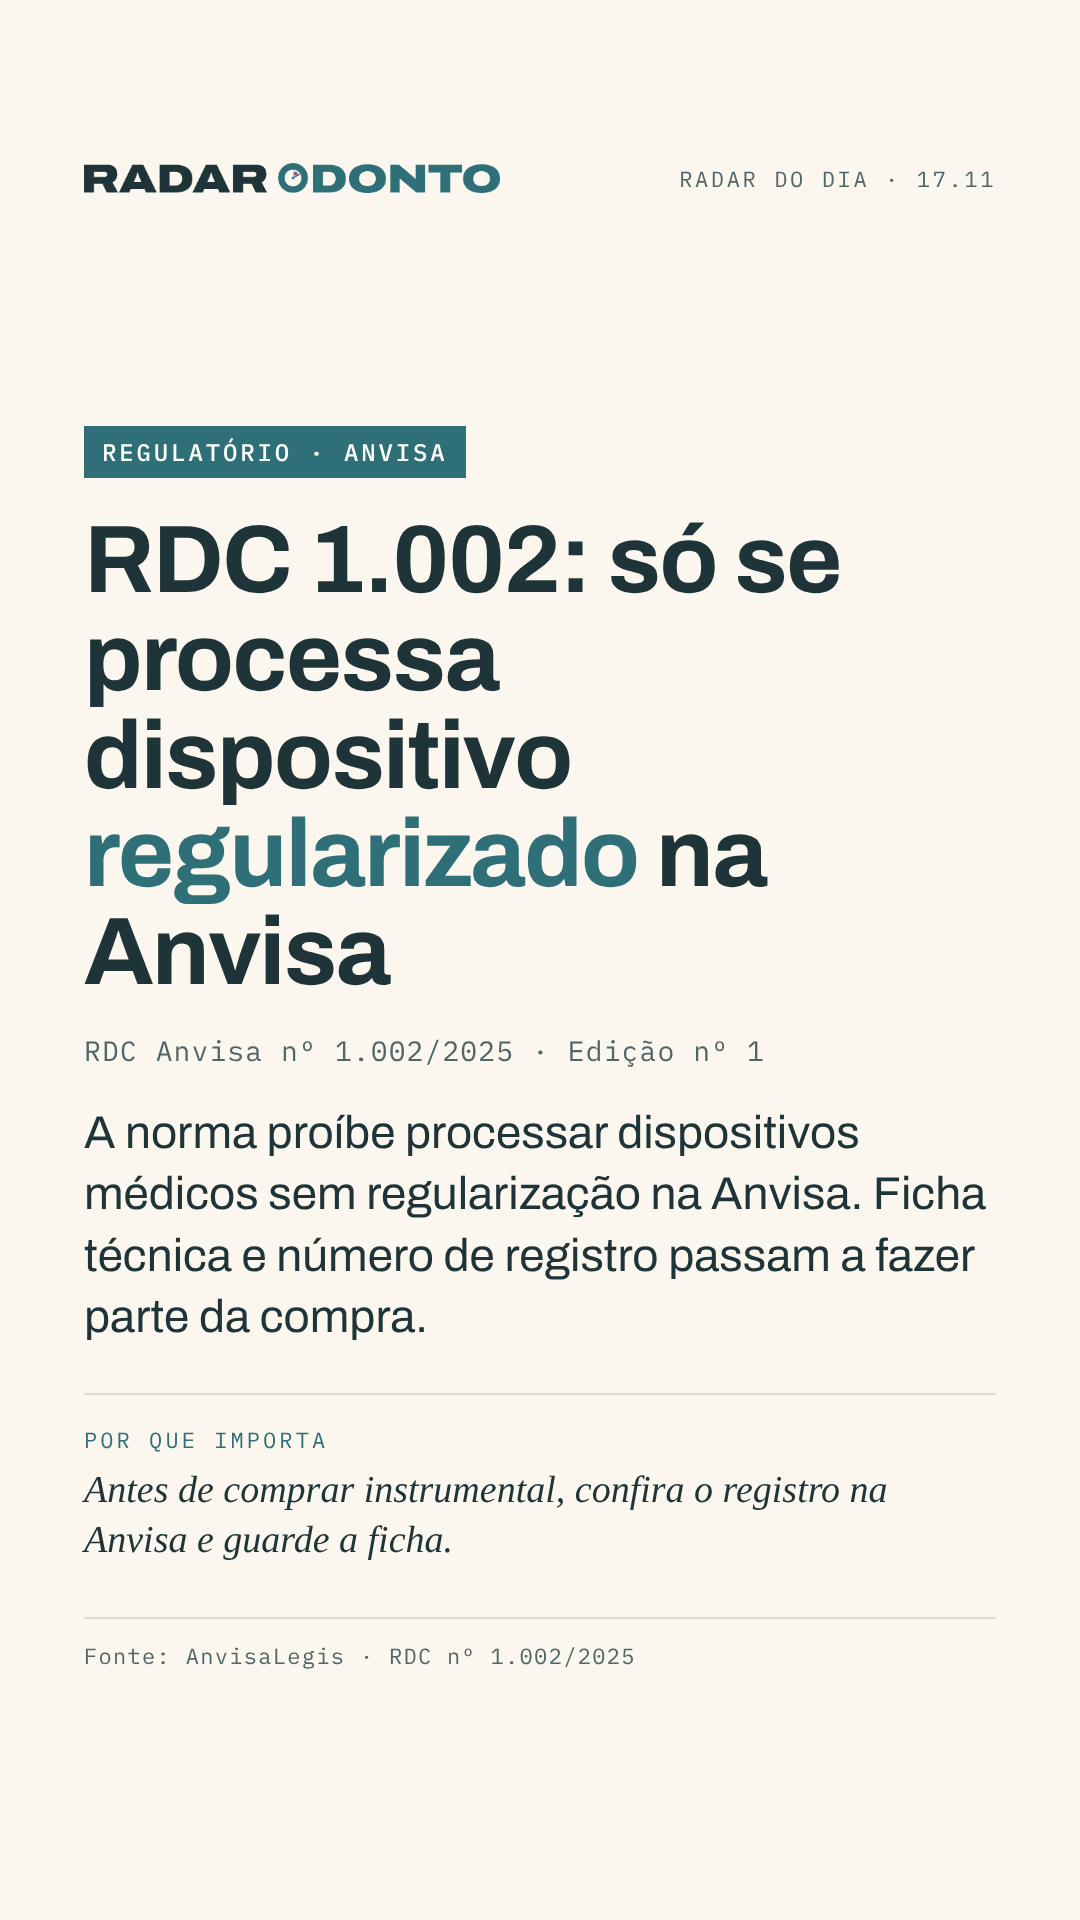 RADAR ODONTO
RADAR DO DIA · 17.11
REGULATÓRIO · ANVISA
RDC 1.002: só se
processa
dispositivo
regularizado na
Anvisa
RDC Anvisa nº 1.002/2025 · Edição nº 1
A norma proíbe processar dispositivos
médicos sem regularização na Anvisa. Ficha
técnica e número de registro passam a fazer
parte da compra.
POR QUE IMPORTA
Antes de comprar instrumental, confira o registro na
Anvisa e guarde a ficha.
Fonte: AnvisaLegis · RDC nº 1.002/2025